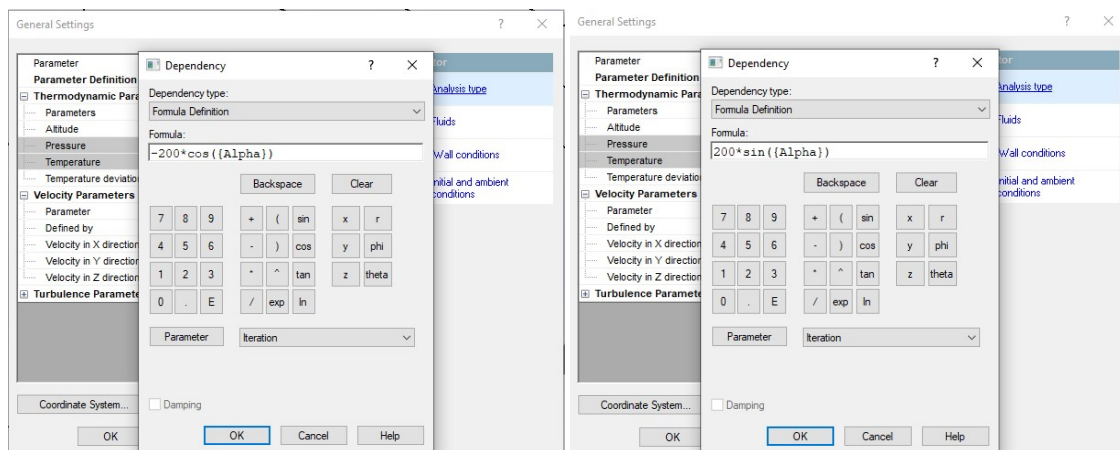 General Settings ? ×
Parameter
Parameter Definition
Thermodynamic Para
Parameters
Altitude
Pressure
Temperature
Temperature deviatio
Velocity Parameters
Parameter
Defined by
Velocity in X direction
Velocity in Y direction
Velocity in Z direction
Turbulence Paramete
Coordinate System...
OK
Dependency ? ×
Dependency type:
Formula Definition
Formula:
-200*cos({Alpha})
Backspace Clear
7 8 9 + ( sin x r
4 5 6 - ) cos y phi
1 2 3 * ^ tan z theta
0 . E / exp ln
Parameter Iteration
Damping
OK Cancel Help
tor
Analysis type
Fluids
Wall conditions
nitial and ambient
conditions
General Settings ? ×
Parameter
Parameter Definition
Thermodynamic Para
Parameters
Altitude
Pressure
Temperature
Temperature deviatio
Velocity Parameters
Parameter
Defined by
Velocity in X direction
Velocity in Y direction
Velocity in Z direction
Turbulence Paramete
Coordinate System...
OK
Dependency ? ×
Dependency type:
Formula Definition
Formula:
200*sin({Alpha})
Backspace Clear
7 8 9 + ( sin x r
4 5 6 - ) cos y phi
1 2 3 * ^ tan z theta
0 . E / exp ln
Parameter Iteration
Damping
OK Cancel Help
tor
Analysis type
Fluids
Wall conditions
nitial and ambient
conditions